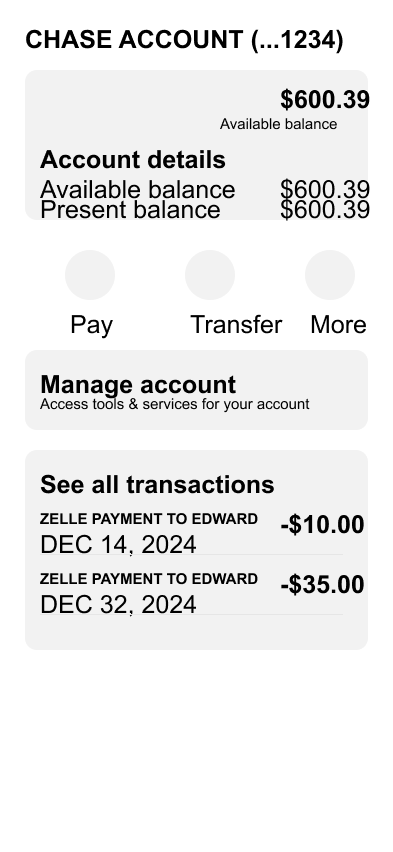 CHASE ACCOUNT (...1234)
$600.39
Available balance
Account details
Available balance $600.39
Present balance $600.39
Pay Transfer More
Manage account
Access tools & services for your account
See all transactions
ZELLE PAYMENT TO EDWARD -$10.00
DEC 14, 2024
ZELLE PAYMENT TO EDWARD -$35.00
DEC 32, 2024